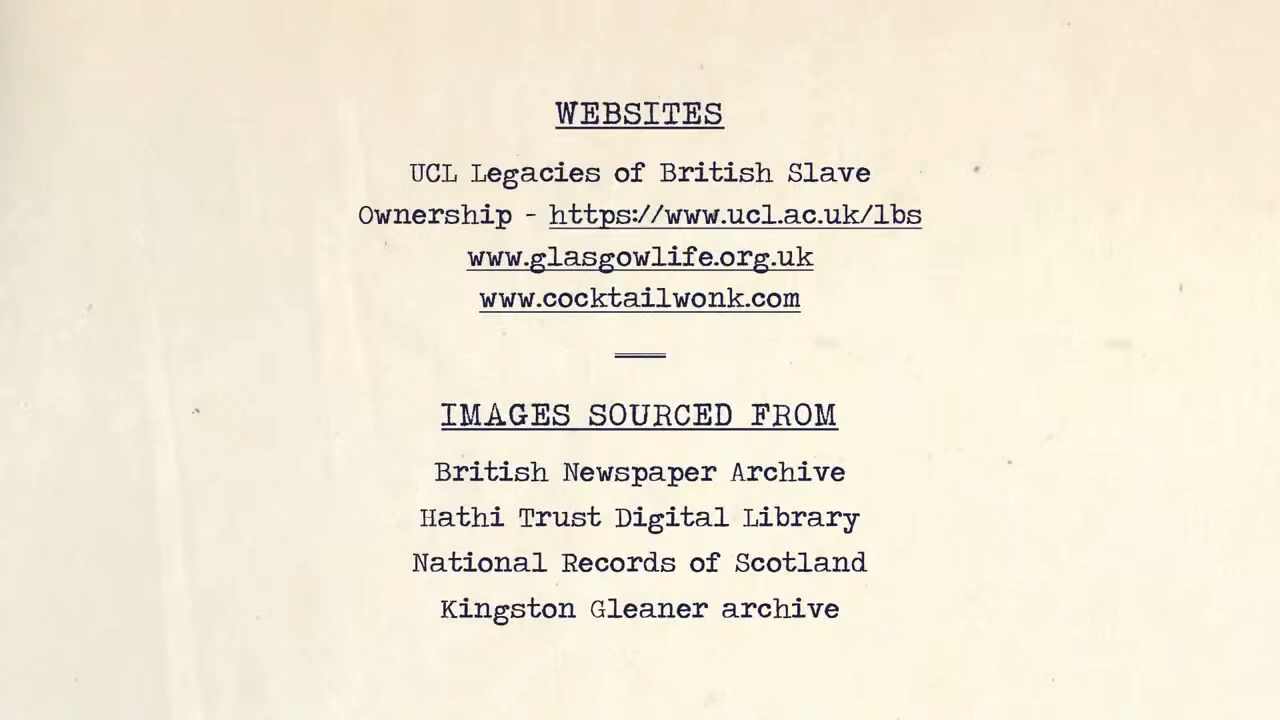 WEBSITES
UCL Legacies of British Slave
Ownership - https://www.ucl.ac.uk/lbs
www.glasgowlife.org.uk
www.cocktailwonk.com
IMAGES SOURCED FROM
British Newspaper Archive
Hathi Trust Digital Library
National Records of Scotland
Kingston Gleaner archive